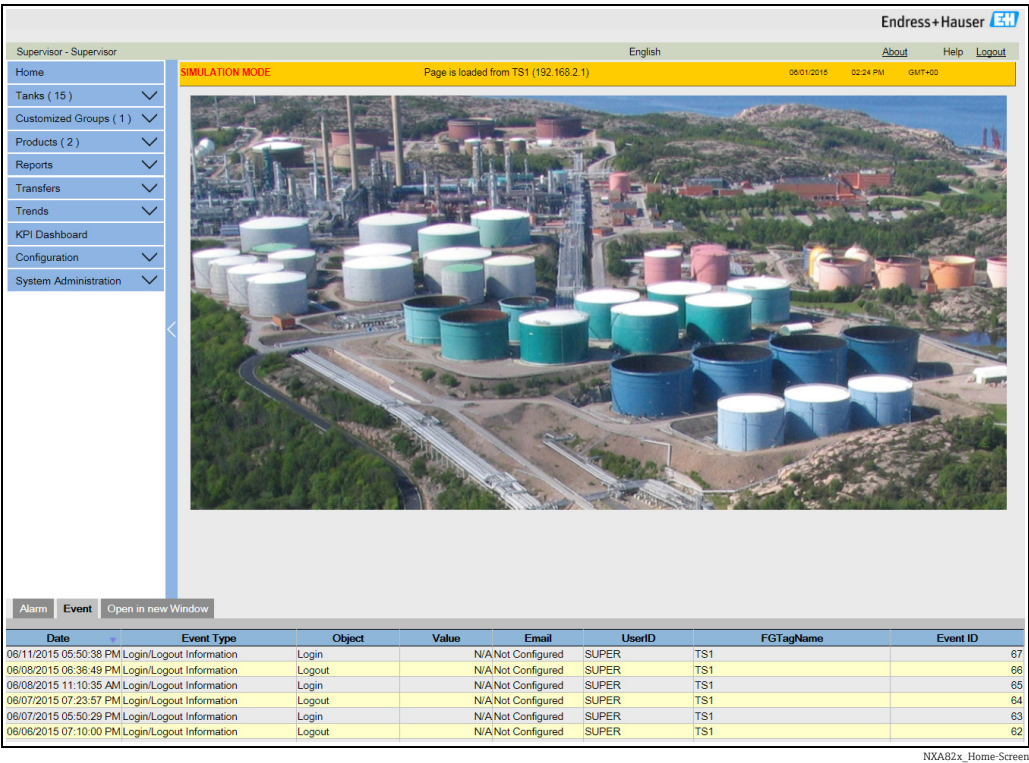 Endress+Hauser EH
Supervisor - Supervisor English About Help Logout
Home
SIMULATION MODE Page is loaded from TS1 (192.168.2.1) 06/01/2015 02:24 PM GMT+00
Tanks ( 15 )
Customized Groups ( 1 )
Products ( 2 )
Reports
Transfers
Trends
KPI Dashboard
Configuration
System Administration
Alarm Event Open in new Window
Date Event Type Object Value Email UserID FGTagName Event ID
06/11/2015 05:50:38 PM Login/Logout Information Login N/A Not Configured SUPER TS1 67
06/08/2015 06:36:49 PM Login/Logout Information Logout N/A Not Configured SUPER TS1 66
06/08/2015 11:10:35 AM Login/Logout Information Login N/A Not Configured SUPER TS1 65
06/07/2015 07:23:57 PM Login/Logout Information Logout N/A Not Configured SUPER TS1 64
06/07/2015 05:50:29 PM Login/Logout Information Login N/A Not Configured SUPER TS1 63
06/06/2015 07:10:00 PM Login/Logout Information Logout N/A Not Configured SUPER TS1 62
NXA82x_Home-Screen